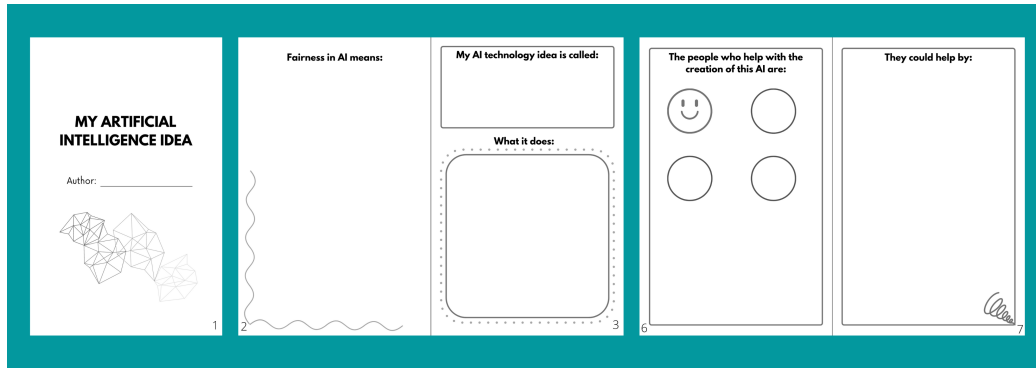 MY ARTIFICIAL
INTELLIGENCE IDEA
Author:
1
Fairness in AI means:
2
My AI technology idea is called:
What it does:
3
The people who help with the
creation of this AI are:
6
They could help by:
7